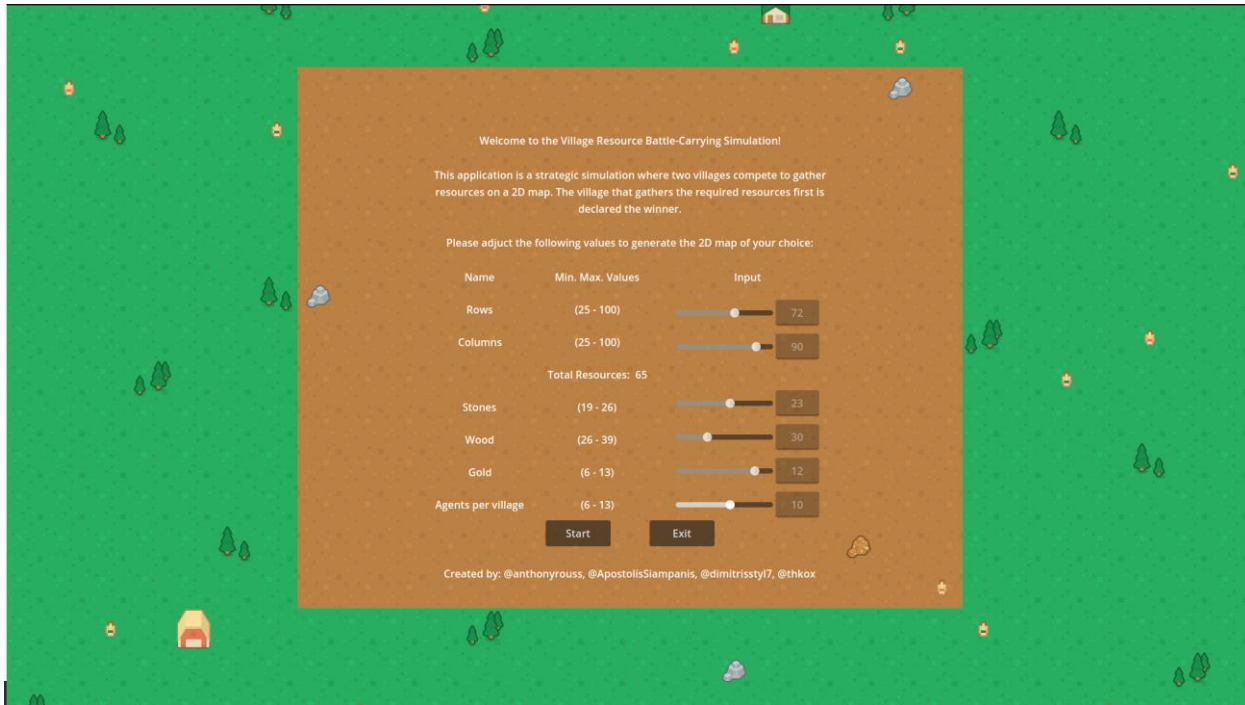 Welcome to the Village Resource Battle-Carrying Simulation!
This application is a strategic simulation where two villages compete to gather
resources on a 2D map. The village that gathers the required resources first is
declared the winner.
Please adjuct the following values to generate the 2D map of your choice:
Name Min. Max. Values Input
Rows (25 - 100) 72
Columns (25 - 100) 90
Total Resources: 65
Stones (19 - 26) 23
Wood (26 - 39) 30
Gold (6 - 13) 12
Agents per village (6 - 13) 10
Start Exit
Created by: @anthonyrouss, @ApostolisSiampanis, @dimitrisstyl7, @thkox